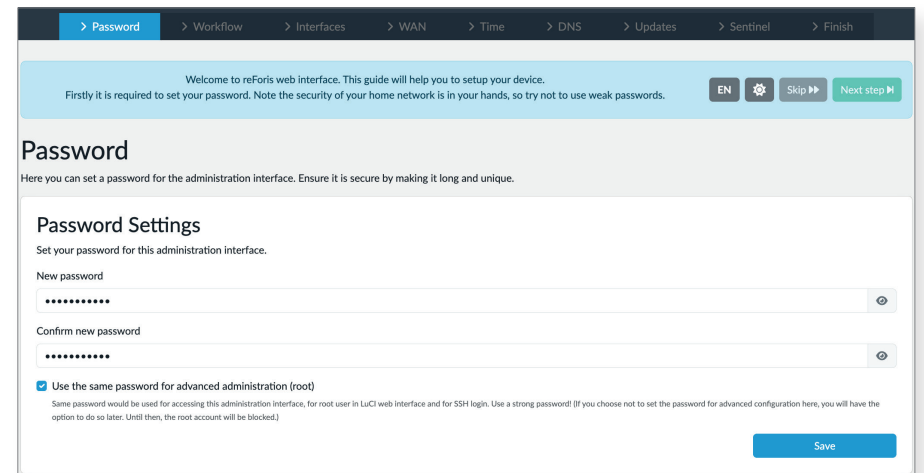 > Password > Workflow > Interfaces > WAN > Time > DNS > Updates > Sentinel > Finish
Welcome to reForis web interface. This guide will help you to setup your device.
Firstly it is required to set your password. Note the security of your home network is in your hands, so try not to use weak passwords.
EN Skip Next step
Password
Here you can set a password for the administration interface. Ensure it is secure by making it long and unique.
Password Settings
Set your password for this administration interface.
New password
•••••••••••
Confirm new password
•••••••••••
Use the same password for advanced administration (root)
Same password would be used for accessing this administration interface, for root user in LuCI web interface and for SSH login. Use a strong password! (If you choose not to set the password for advanced configuration here, you will have the
option to do so later. Until then, the root account will be blocked.)
Save